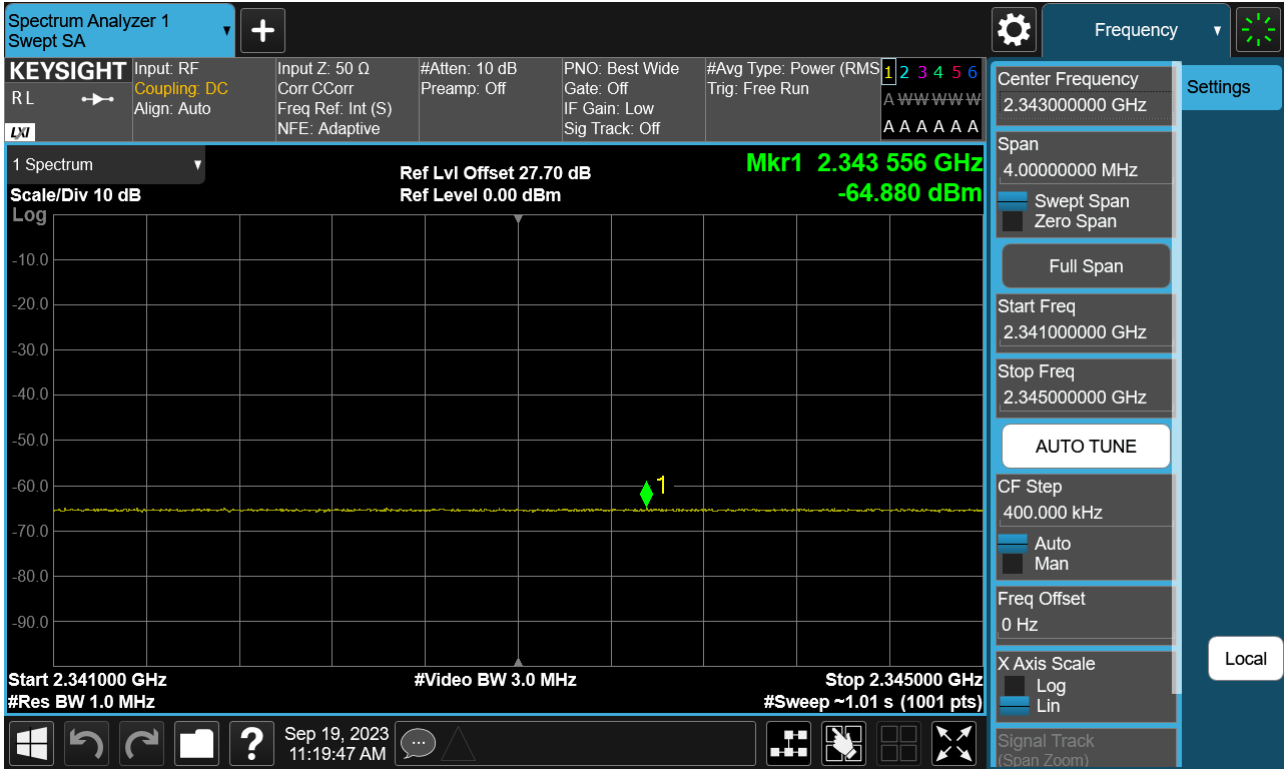 Spectrum Analyzer 1
Swept SA
Frequency
KEYSIGHT
R L
LXI
Input: RF
Coupling: DC
Align: Auto
Input Z: 50 Ω
Corr CCorr
Freq Ref: Int (S)
NFE: Adaptive
#Atten: 10 dB
Preamp: Off
PNO: Best Wide
Gate: Off
IF Gain: Low
Sig Track: Off
#Avg Type: Power (RMS
Trig: Free Run
1 2 3 4 5 6
A W W W W W
A A A A A A
1 Spectrum
Scale/Div 10 dB
Log
Ref Lvl Offset 27.70 dB
Ref Level 0.00 dBm
Mkr1 2.343 556 GHz
-64.880 dBm
-10.0
-20.0
-30.0
-40.0
-50.0
-60.0
-70.0
-80.0
-90.0
1
Start 2.341000 GHz
#Res BW 1.0 MHz
#Video BW 3.0 MHz
Stop 2.345000 GHz
#Sweep ~1.01 s (1001 pts)
Center Frequency
2.343000000 GHz
Span
4.00000000 MHz
Swept Span
Zero Span
Full Span
Start Freq
2.341000000 GHz
Stop Freq
2.345000000 GHz
AUTO TUNE
CF Step
400.000 kHz
Auto
Man
Freq Offset
0 Hz
X Axis Scale
Log
Lin
Signal Track
(Span Zoom)
Settings
Local
?
Sep 19, 2023
11:19:47 AM